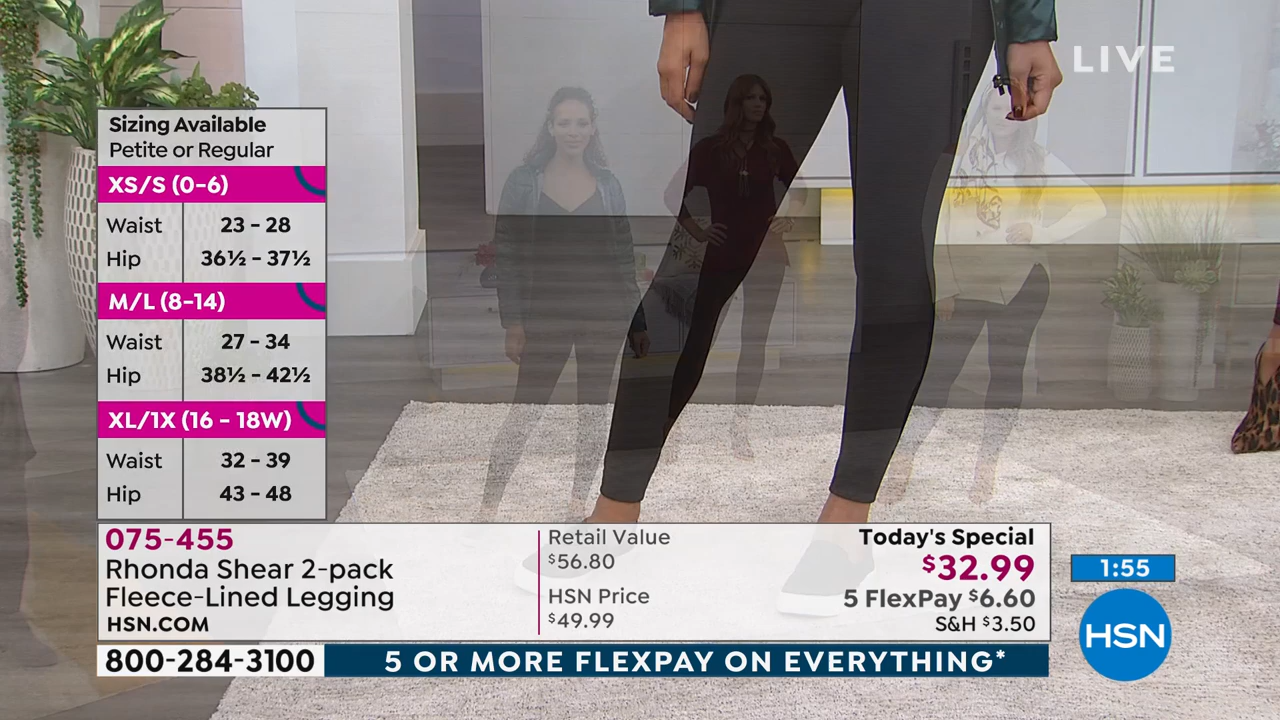 LIVE
Sizing Available
Petite or Regular
XS/S (0-6)
Waist 23 - 28
Hip 36½ - 37½
M/L (8-14)
Waist 27 - 34
Hip 38½ - 42½
XL/1X (16 - 18W)
Waist 32 - 39
Hip 43 - 48
075-455
Rhonda Shear 2-pack
Fleece-Lined Legging
HSN.COM
Retail Value
$56.80
HSN Price
$49.99
Today's Special
$32.99
5 FlexPay $6.60
S&H $3.50
1:55
HSN
800-284-3100
5 OR MORE FLEXPAY ON EVERYTHING*